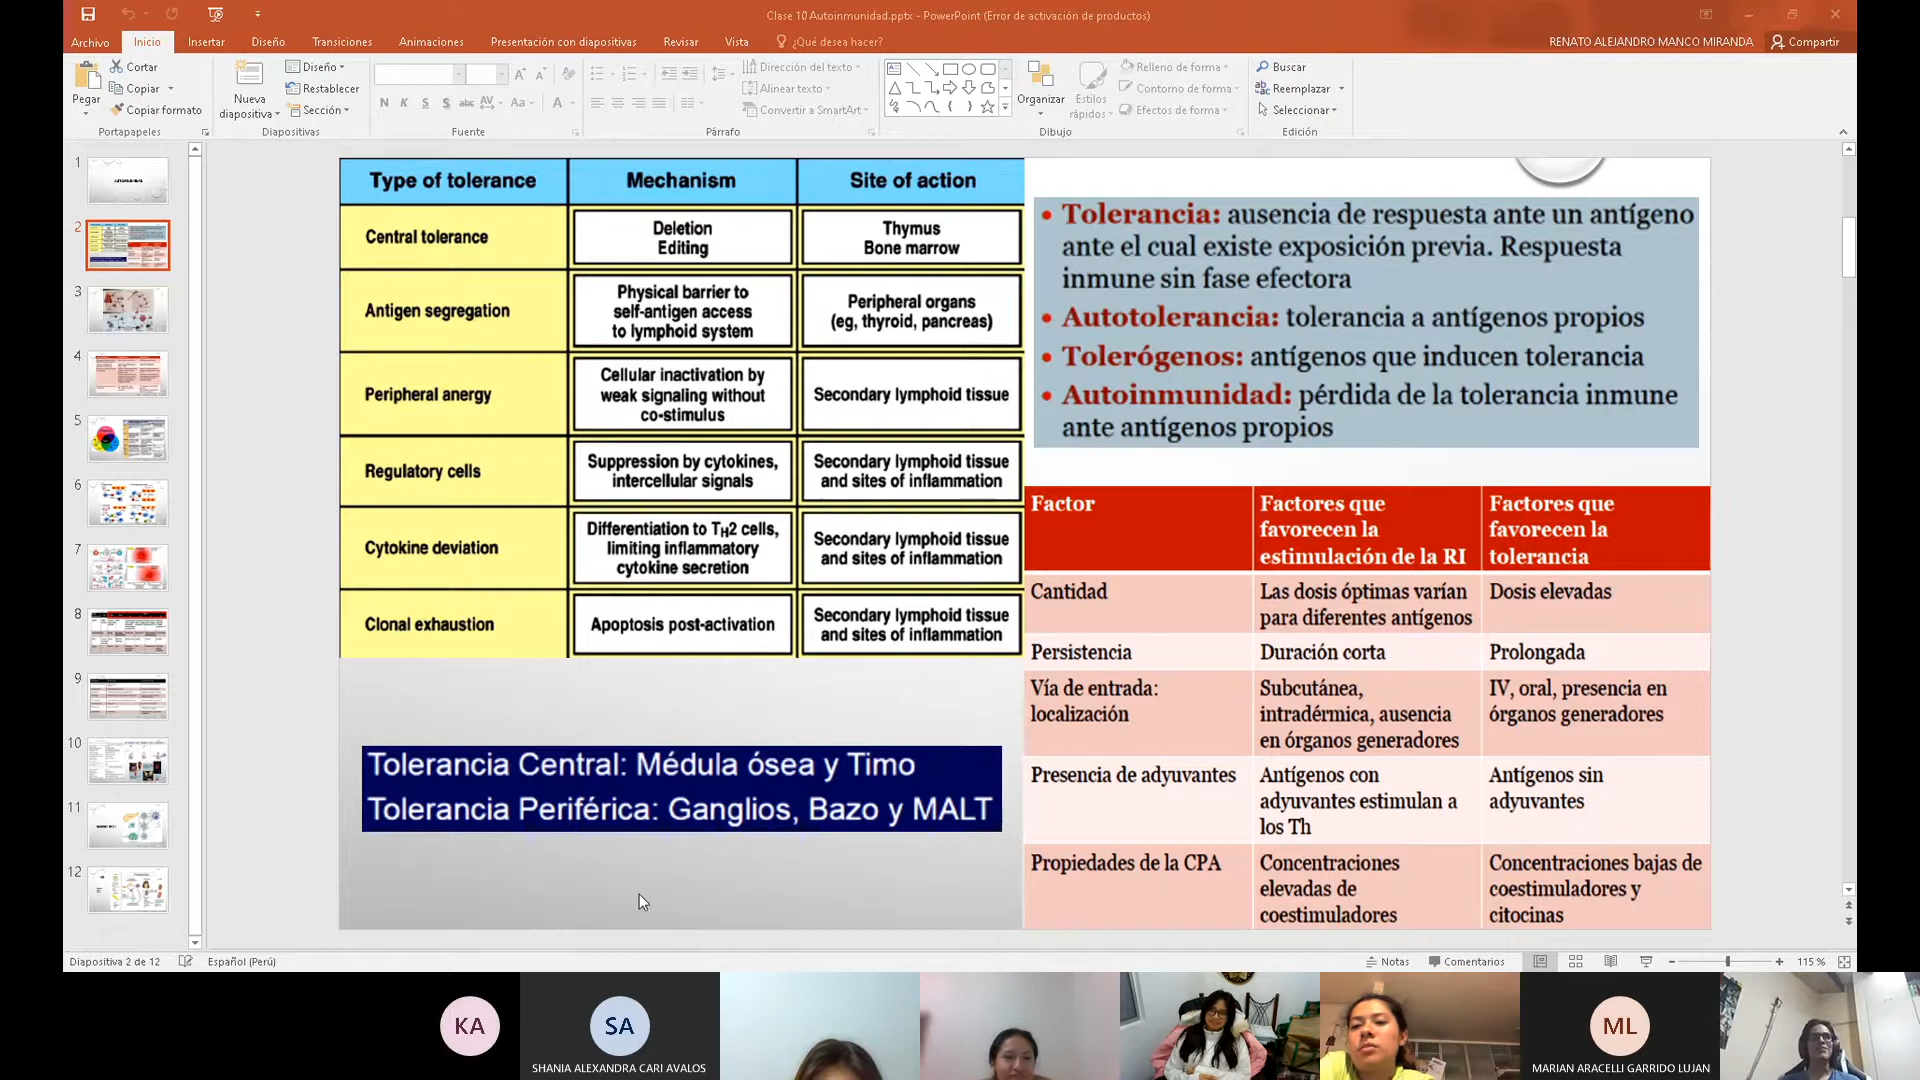 Clase 10 Autoinmunidad.pptx - PowerPoint (Error de activación de productos)
Archivo Inicio Insertar Diseño Transiciones Animaciones Presentación con diapositivas Revisar Vista ¿Qué desea hacer? RENATO ALEJANDRO MANCO MIRANDA Compartir
Pegar
Cortar
Copiar
Copiar formato
Portapapeles
Nueva
diapositiva
Diseño
Restablecer
Sección
Diapositivas
N K S S abc AV Aa A
Fuente
Dirección del texto
Alinear texto
Convertir a SmartArt
Párrafo
Organizar
Estilos
rápidos
Relleno de forma
Contorno de forma
Efectos de forma
Dibujo
Buscar
Reemplazar
Seleccionar
Edición
1
2
3
4
5
6
7
8
9
10
11
12
Type of tolerance Mechanism Site of action
Central tolerance
Deletion
Editing
Thymus
Bone marrow
Antigen segregation
Physical barrier to
self-antigen access
to lymphoid system
Peripheral organs
(eg, thyroid, pancreas)
Peripheral anergy
Cellular inactivation by
weak signaling without
co-stimulus
Secondary lymphoid tissue
Regulatory cells
Suppression by cytokines,
intercellular signals
Secondary lymphoid tissue
and sites of inflammation
Cytokine deviation
Differentiation to TH2 cells,
limiting inflammatory
cytokine secretion
Secondary lymphoid tissue
and sites of inflammation
Clonal exhaustion
Apoptosis post-activation
Secondary lymphoid tissue
and sites of inflammation
Tolerancia Central: Médula ósea y Timo
Tolerancia Periférica: Ganglios, Bazo y MALT
• Tolerancia: ausencia de respuesta ante un antígeno
ante el cual existe exposición previa. Respuesta
inmune sin fase efectora
• Autotolerancia: tolerancia a antígenos propios
• Tolerógenos: antígenos que inducen tolerancia
• Autoinmunidad: pérdida de la tolerancia inmune
ante antígenos propios
Factor
Factores que
favorecen la
estimulación de la RI
Factores que
favorecen la
tolerancia
Cantidad
Las dosis óptimas varían
para diferentes antígenos
Dosis elevadas
Persistencia
Duración corta
Prolongada
Vía de entrada:
localización
Subcutánea,
intradérmica, ausencia
en órganos generadores
IV, oral, presencia en
órganos generadores
Presencia de adyuvantes
Antígenos con
adyuvantes estimulan a
los Th
Antígenos sin
adyuvantes
Propiedades de la CPA
Concentraciones
elevadas de
coestimuladores
Concentraciones bajas de
coestimuladores y
citocinas
Diapositiva 2 de 12 Español (Perú) Notas Comentarios 115 %
KA
SA
SHANIA ALEXANDRA CARI AVALOS
ML
MARIAN ARACELLI GARRIDO LUJAN